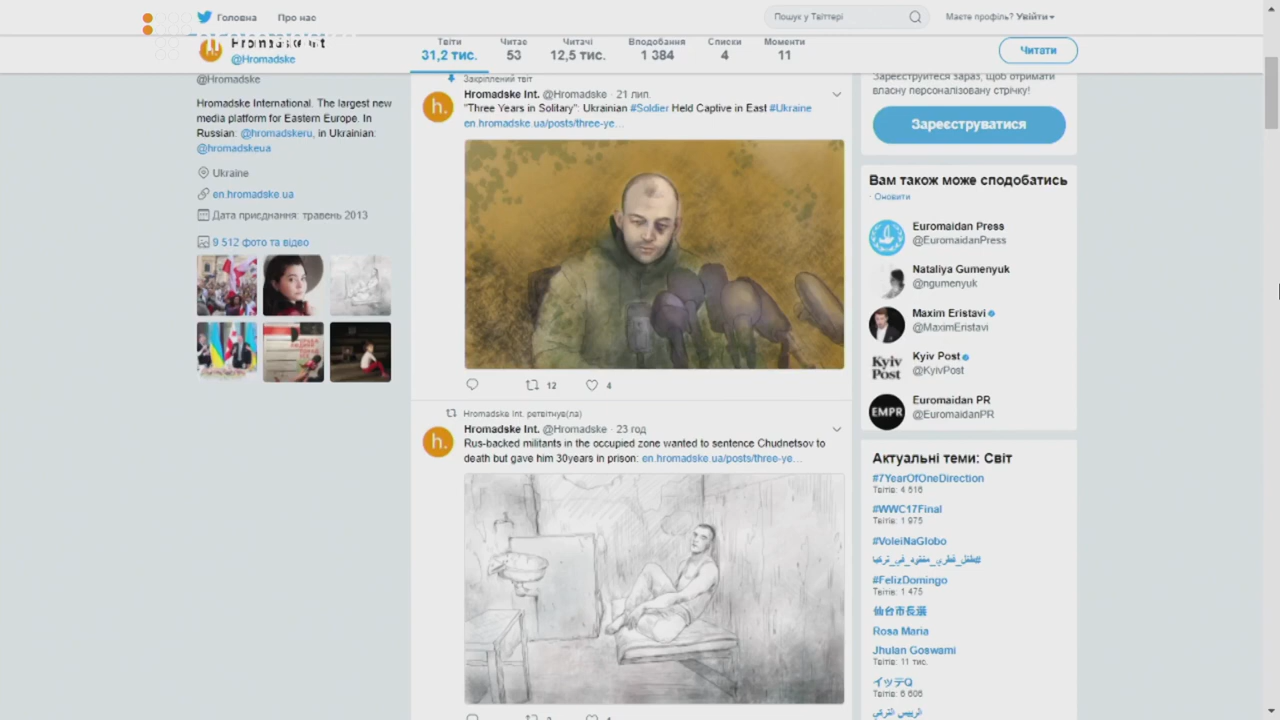 Головна
Про нас
Пошук у Твіттері
Маєте профіль? Увійти
Hromadske Int
@Hromadske
Твіти
31,2 тис.
Читає
53
Читачі
12,5 тис.
Вподобання
1 384
Списки
4
Моменти
11
Читати
@Hromadske
Hromadske International. The largest new
media platform for Eastern Europe. In
Russian: @hromadskeru, in Ukrainian:
@hromadskeua
Ukraine
en.hromadske.ua
Дата приєднання: травень 2013
9 512 фото та відео
Закріплений твіт
Hromadske Int. @Hromadske · 21 лип.
"Three Years in Solitary": Ukrainian #Soldier Held Captive in East #Ukraine
en.hromadske.ua/posts/three-ye…
h.
12
4
Hromadske Int. ретвітнув(ла)
Hromadske Int. @Hromadske · 23 год
Rus-backed militants in the occupied zone wanted to sentence Chudnetsov to
death but gave him 30years in prison: en.hromadske.ua/posts/three-ye…
h.
Зареєструйтеся зараз, щоб отримати
власну персоналізовану стрічку!
Зареєструватися
Вам також може сподобатись
· Оновити
Euromaidan Press
@EuromaidanPress
Nataliya Gumenyuk
@ngumenyuk
Maxim Eristavi
@MaximEristavi
Kyiv Post
Kyiv Post
@KyivPost
EMPR
Euromaidan PR
@EuromaidanPR
Актуальні теми: Світ
#7YearOfOneDirection
Твітів: 4 516
#WWC17Final
Твітів: 1 975
#VoleiNaGlobo
#طفل_قطري_مفقود_في_تركيا
#FelizDomingo
Твітів: 1 475
仙台市長選
Rosa Maria
Jhulan Goswami
Твітів: 11 тис.
イッテQ
Твітів: 6 606
الرييس التركي